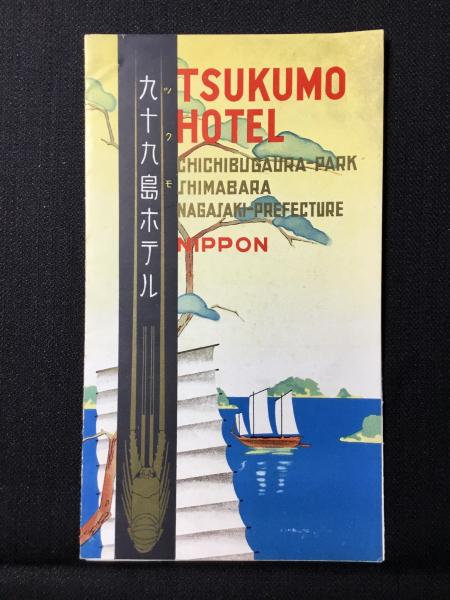 TSUKUMO
HOTEL
CHICHIBUGAURA-PARK
SHIMABARA
NAGASAKI-PREFECTURE
NIPPON
九十九島ホテル
ツクモ